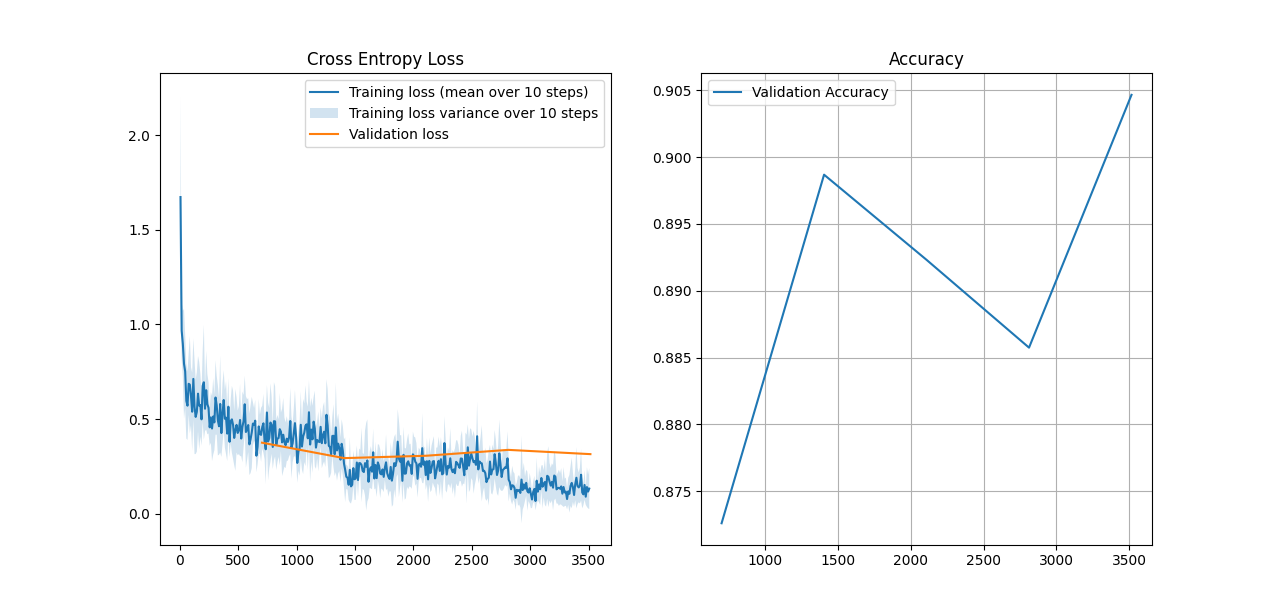 Cross Entropy Loss
Training loss (mean over 10 steps)
Training loss variance over 10 steps
Validation loss
2.0
1.5
1.0
0.5
0.0
0 500 1000 1500 2000 2500 3000 3500
Accuracy
Validation Accuracy
0.905
0.900
0.895
0.890
0.885
0.880
0.875
1000 1500 2000 2500 3000 3500